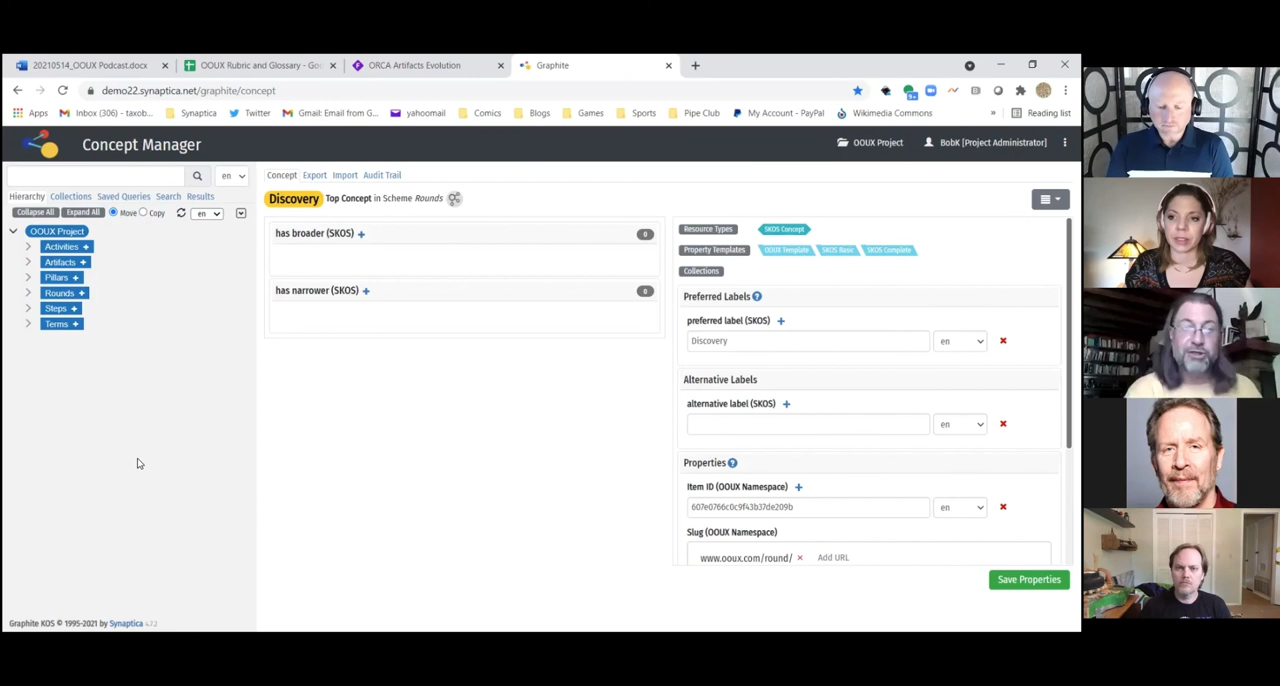 20210514_OOUX Podcast.docx
OOUX Rubric and Glossary - Goo
ORCA Artifacts Evolution
Graphite
demo22.synaptica.net/graphite/concept
Apps
Inbox (306) - taxob...
Synaptica
Twitter
Gmail: Email from G...
yahoomail
Comics
Blogs
Games
Sports
Pipe Club
My Account - PayPal
Wikimedia Commons
»
Reading list
Concept Manager
OOUX Project
BobK [Project Administrator]
en
Hierarchy Collections Saved Queries Search Results
Collapse All Expand All Move Copy en
OOUX Project
Activities +
Artifacts +
Pillars +
Rounds +
Steps +
Terms +
Graphite KOS © 1995-2021 by Synaptica 4.7.2
Concept Export Import Audit Trail
Discovery Top Concept in Scheme Rounds
has broader (SKOS) + 0
has narrower (SKOS) + 0
Resource Types SKOS Concept
Property Templates OOUX Template SKOS Basic SKOS Complete
Collections
Preferred Labels ?
preferred label (SKOS) +
Discovery en
Alternative Labels
alternative label (SKOS) +
en
Properties ?
Item ID (OOUX Namespace) +
607e0766c0c9f43b37de209b en
Slug (OOUX Namespace)
www.ooux.com/round/ × Add URL
Save Properties